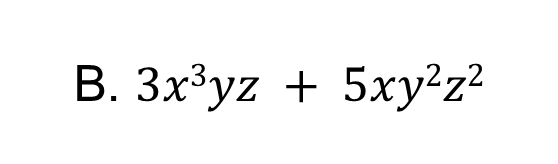 B. 3x³yz + 5xy²z²